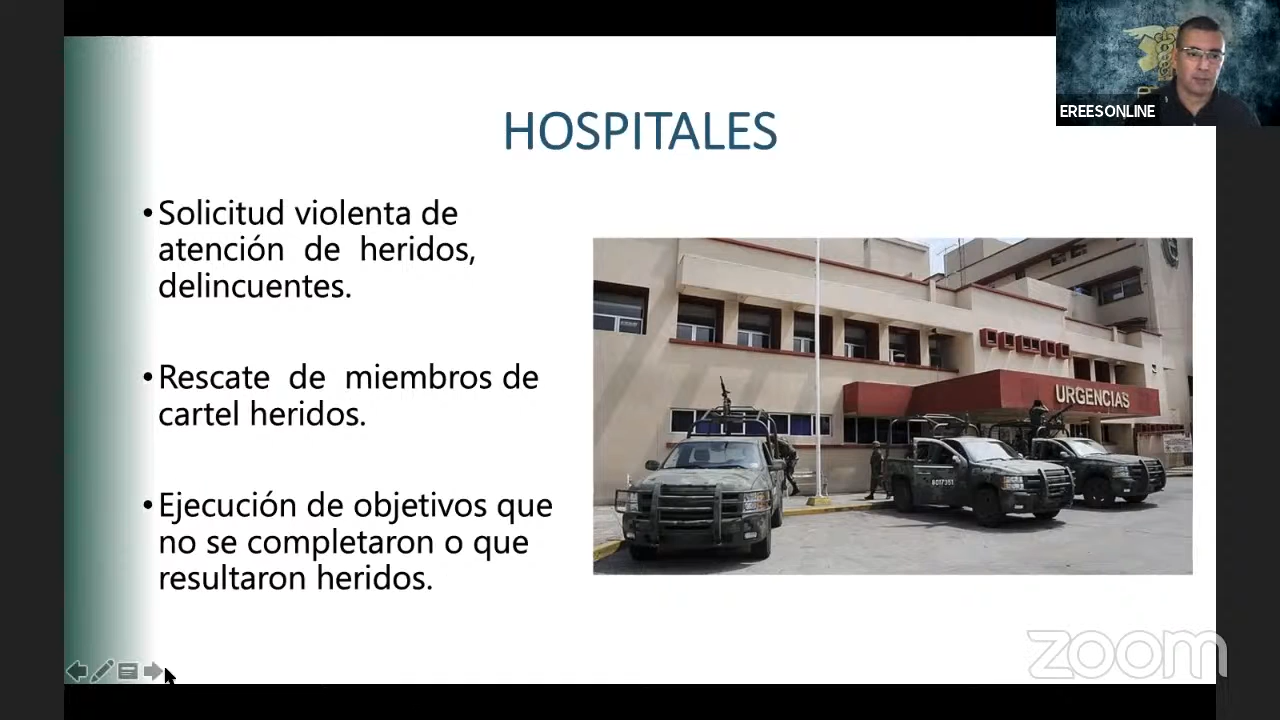 EREESONLINE
HOSPITALES
•Solicitud violenta de
atención de heridos,
delincuentes.
•Rescate de miembros de
cartel heridos.
•Ejecución de objetivos que
no se completaron o que
resultaron heridos.
URGENCIAS
zoom